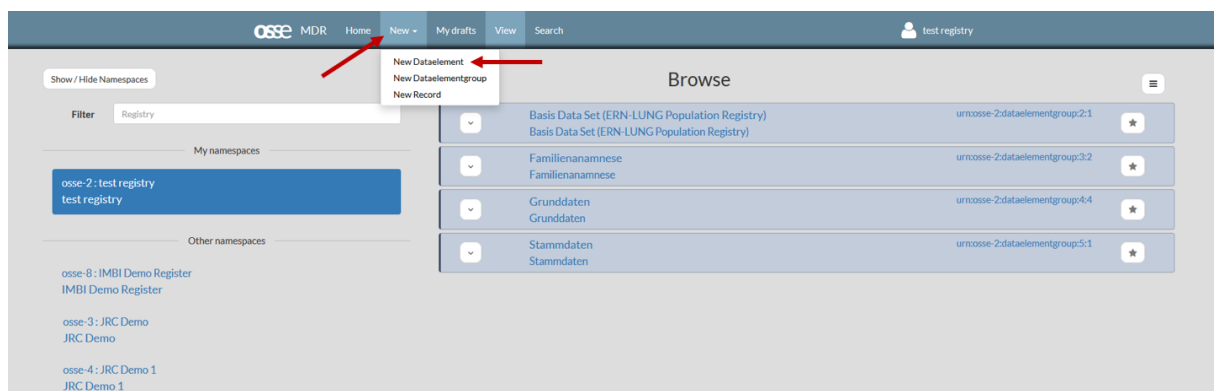 osse MDR Home New My drafts View Search test registry
New Dataelement
New Dataelementgroup
New Record
Show / Hide Namespaces
Browse
Filter Registry
My namespaces
osse-2 : test registry
test registry
Other namespaces
osse-8 : IMBI Demo Register
IMBI Demo Register
osse-3 : JRC Demo
JRC Demo
osse-4 : JRC Demo 1
JRC Demo 1
Basis Data Set (ERN-LUNG Population Registry) urn:osse-2:dataelementgroup:2:1
Basis Data Set (ERN-LUNG Population Registry)
Familienanamnese urn:osse-2:dataelementgroup:3:2
Familienanamnese
Grunddaten urn:osse-2:dataelementgroup:4:4
Grunddaten
Stammdaten urn:osse-2:dataelementgroup:5:1
Stammdaten